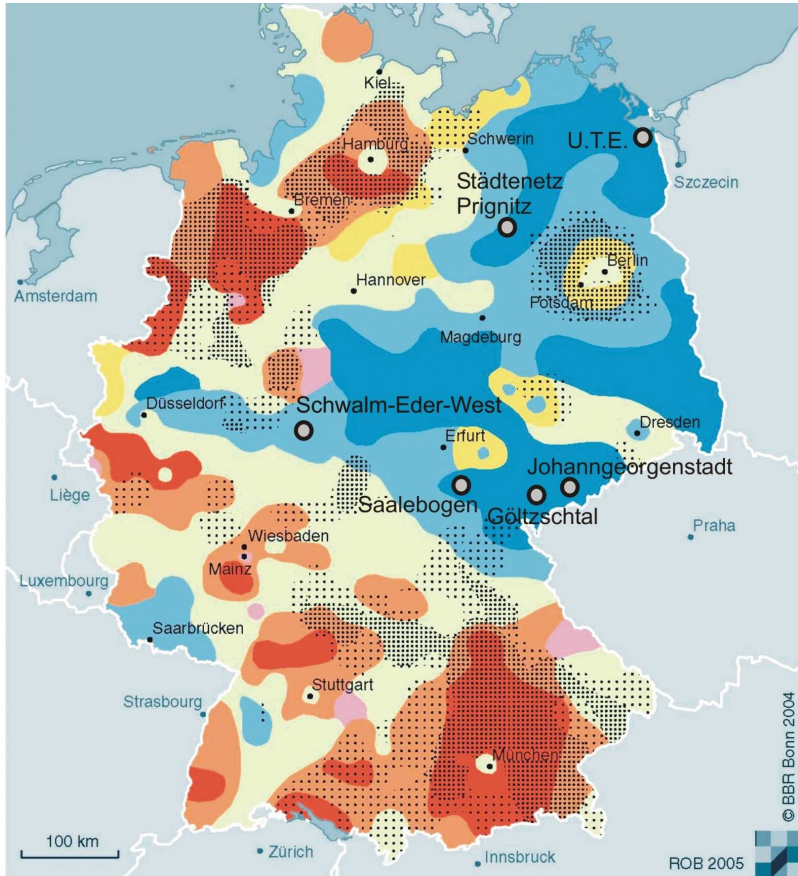 Kiel
Hamburg
Schwerin
U.T.E.
Szczecin
Städtenetz
Prignitz
Bremen
Berlin
Potsdam
Hannover
Amsterdam
Magdeburg
Düsseldorf
Schwalm-Eder-West
Erfurt
Dresden
Johanngeorgenstadt
Liège
Saalebogen
Göltzschtal
Praha
Wiesbaden
Mainz
Luxembourg
Saarbrücken
Stuttgart
Strasbourg
München
© BBR Bonn 2004
100 km
Zürich
Innsbruck
ROB 2005